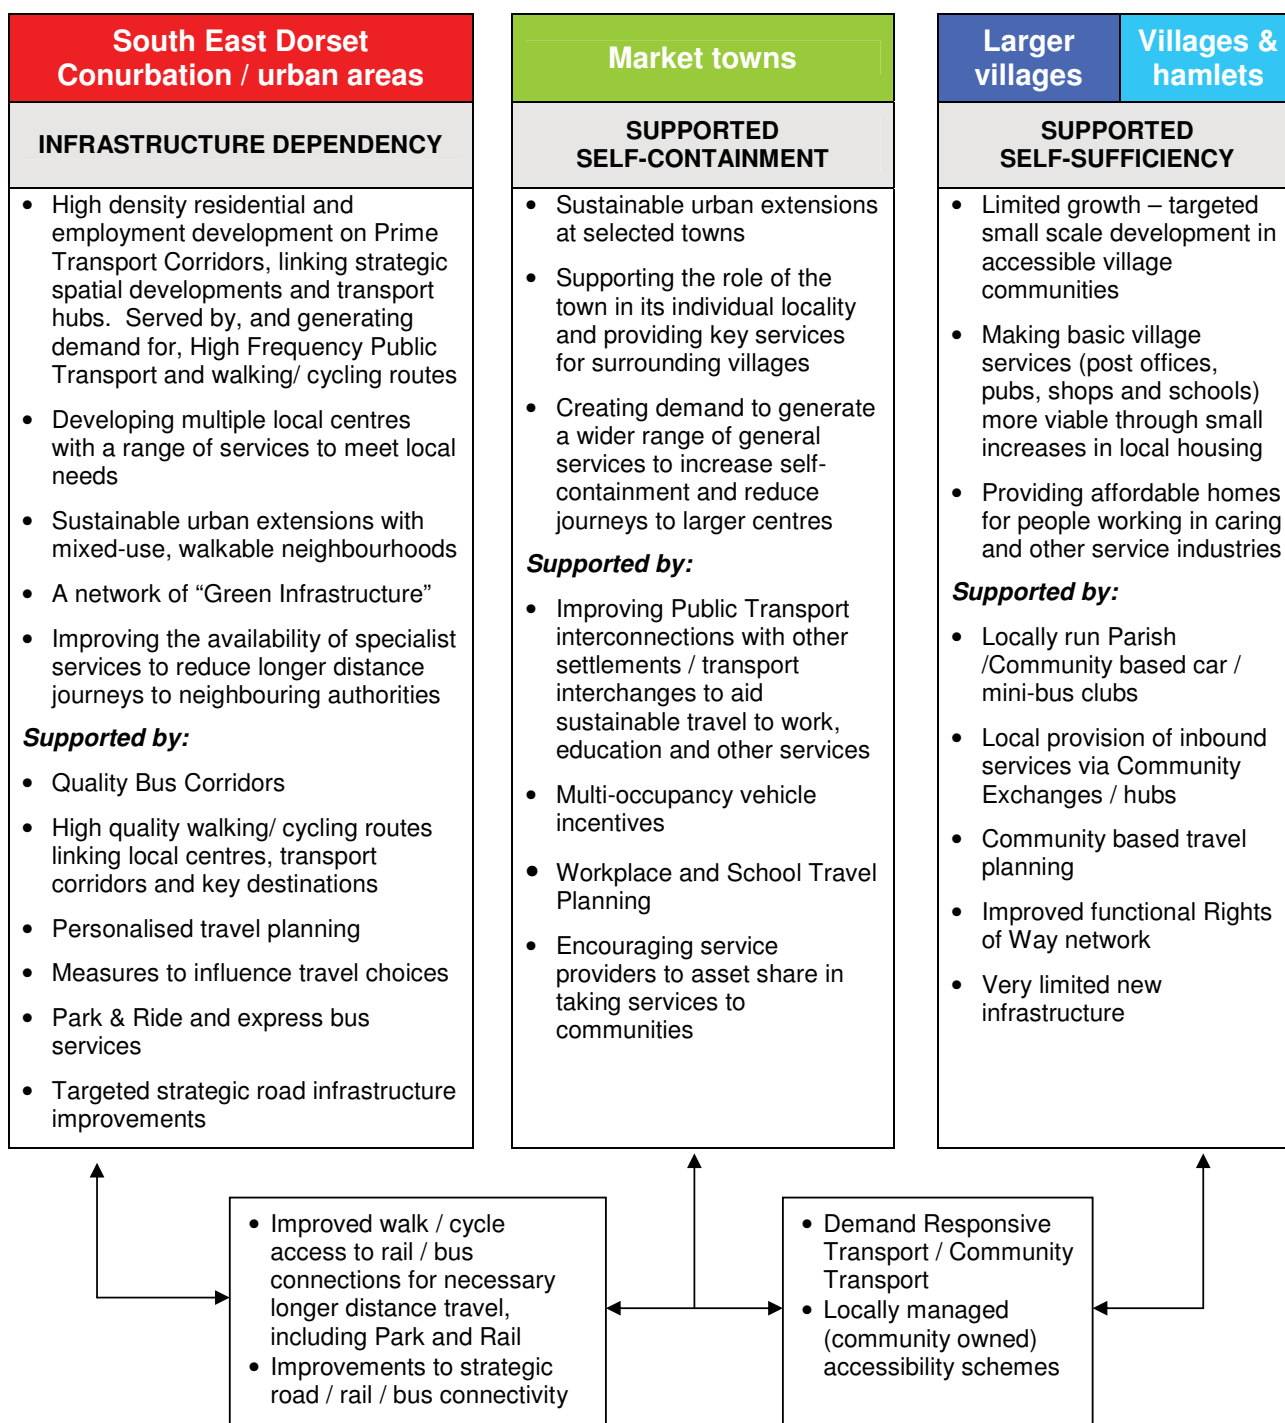 South East Dorset
Conurbation / urban areas
INFRASTRUCTURE DEPENDENCY
• High density residential and
employment development on Prime
Transport Corridors, linking strategic
spatial developments and transport
hubs.  Served by, and generating
demand for, High Frequency Public
Transport and walking/ cycling routes
• Developing multiple local centres
with a range of services to meet local
needs
• Sustainable urban extensions with
mixed-use, walkable neighbourhoods
• A network of “Green Infrastructure”
• Improving the availability of specialist
services to reduce longer distance
journeys to neighbouring authorities
Supported by:
• Quality Bus Corridors
• High quality walking/ cycling routes
linking local centres, transport
corridors and key destinations
• Personalised travel planning
• Measures to influence travel choices
• Park & Ride and express bus
services
• Targeted strategic road infrastructure
improvements
Market towns
SUPPORTED
SELF-CONTAINMENT
• Sustainable urban extensions
at selected towns
• Supporting the role of the
town in its individual locality
and providing key services
for surrounding villages
• Creating demand to generate
a wider range of general
services to increase self-
containment and reduce
journeys to larger centres
Supported by:
• Improving Public Transport
interconnections with other
settlements / transport
interchanges to aid
sustainable travel to work,
education and other services
• Multi-occupancy vehicle
incentives
• Workplace and School Travel
Planning
• Encouraging service
providers to asset share in
taking services to
communities
Larger
villages
Villages &
hamlets
SUPPORTED
SELF-SUFFICIENCY
• Limited growth – targeted
small scale development in
accessible village
communities
• Making basic village
services (post offices,
pubs, shops and schools)
more viable through small
increases in local housing
• Providing affordable homes
for people working in caring
and other service industries
Supported by:
• Locally run Parish
/Community based car /
mini-bus clubs
• Local provision of inbound
services via Community
Exchanges / hubs
• Community based travel
planning
• Improved functional Rights
of Way network
• Very limited new
infrastructure
• Improved walk / cycle
access to rail / bus
connections for necessary
longer distance travel,
including Park and Rail
• Improvements to strategic
road / rail / bus connectivity
• Demand Responsive
Transport / Community
Transport
• Locally managed
(community owned)
accessibility schemes